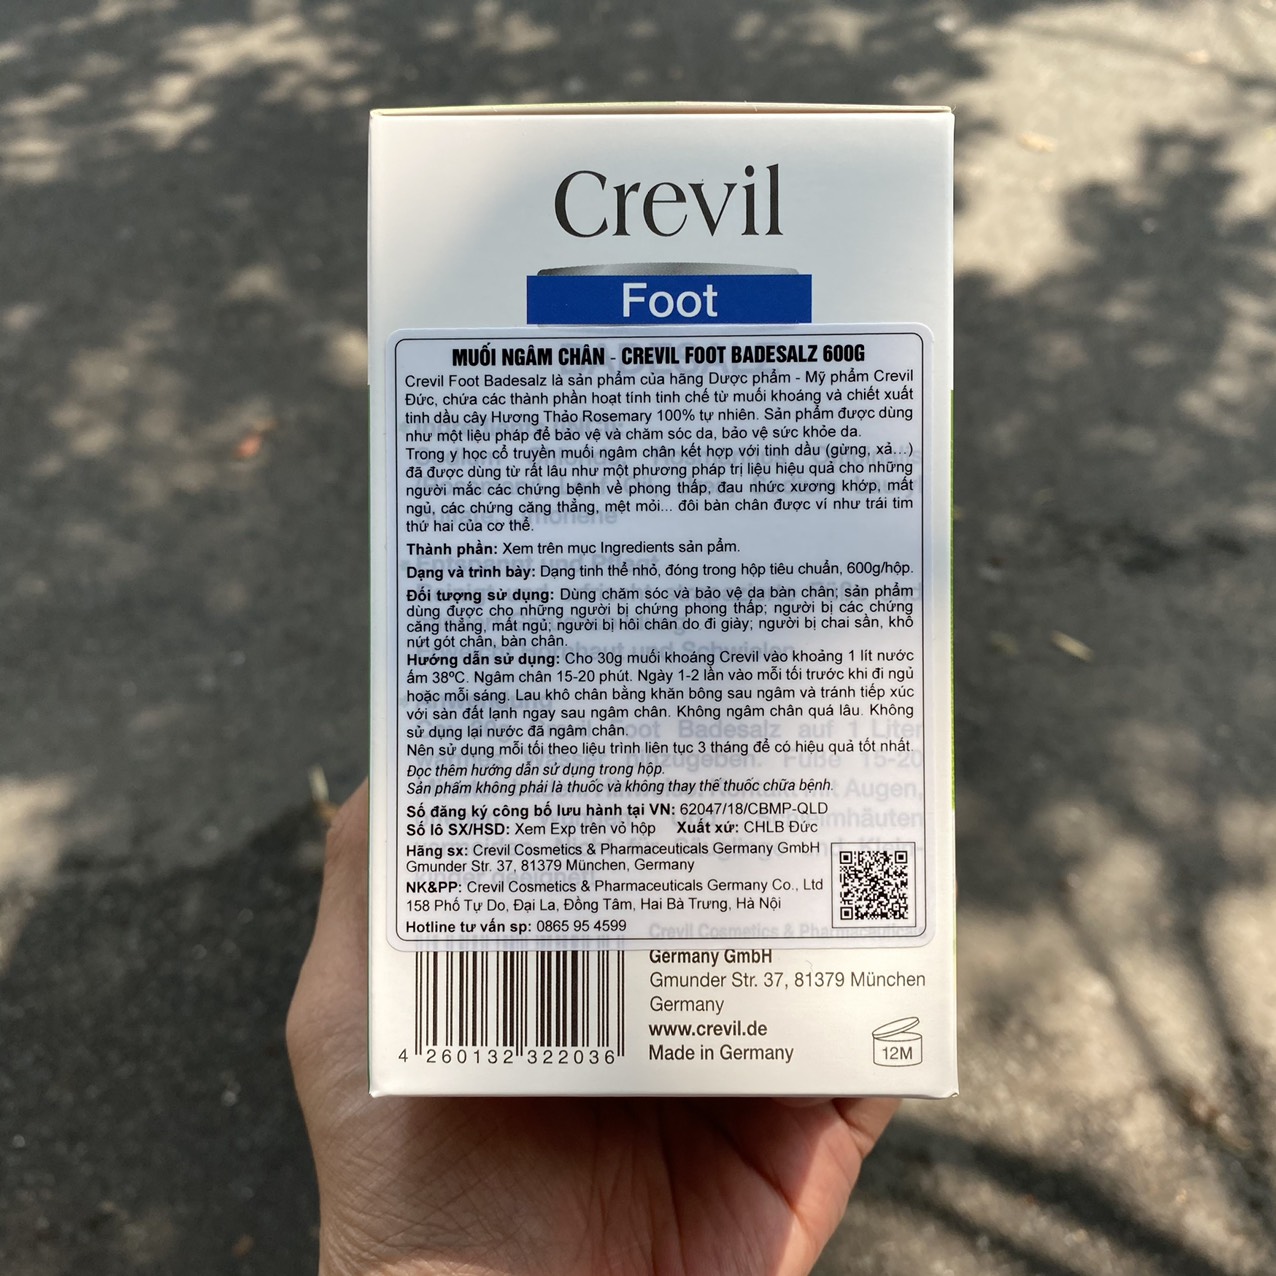 Crevil
Foot
MUỐI NGÂM CHÂN - CREVIL FOOT BADESALZ 600G
Crevil Foot Badesalz là sản phẩm của hãng Dược phẩm - Mỹ phẩm Crevil
Đức, chứa các thành phần hoạt tính tinh chế từ muối khoáng và chiết xuất
tinh dầu cây Hương Thảo Rosemary 100% tự nhiên. Sản phẩm được dùng
như một liệu pháp để bảo vệ và chăm sóc da, bảo vệ sức khỏe da.
Trong y học cổ truyền muối ngâm chân kết hợp với tinh dầu (gừng, xả...)
đã được dùng từ rất lâu như một phương pháp trị liệu hiệu quả cho những
người mắc các chứng bệnh về phong thấp, đau nhức xương khớp, mất
ngủ, các chứng căng thẳng, mệt mỏi... đôi bàn chân được ví như trái tim
thứ hai của cơ thể.
Thành phần: Xem trên mục Ingredients sản pẩm.
Dạng và trình bày: Dạng tinh thể nhỏ, đóng trong hộp tiêu chuẩn, 600g/hộp.
Đối tượng sử dụng: Dùng chăm sóc và bảo vệ da bàn chân; sản phẩm
dùng được cho những người bị chứng phong thấp; người bị các chứng
căng thẳng, mất ngủ; người bị hôi chân do đi giày; người bị chai sần, khô
nứt gót chân, bàn chân.
Hướng dẫn sử dụng: Cho 30g muối khoáng Crevil vào khoảng 1 lít nước
ấm 38ºC. Ngâm chân 15-20 phút. Ngày 1-2 lần vào mỗi tối trước khi đi ngủ
hoặc mỗi sáng. Lau khô chân bằng khăn bông sau ngâm và tránh tiếp xúc
với sàn đất lạnh ngay sau ngâm chân. Không ngâm chân quá lâu. Không
sử dụng lại nước đã ngâm chân.
Nên sử dụng mỗi tối theo liệu trình liên tục 3 tháng để có hiệu quả tốt nhất.
Đọc thêm hướng dẫn sử dụng trong hộp.
Sản phẩm không phải là thuốc và không thay thế thuốc chữa bệnh.
Số đăng ký công bố lưu hành tại VN: 62047/18/CBMP-QLD
Số lô SX/HSD: Xem Exp trên vỏ hộp Xuất xứ: CHLB Đức
Hãng sx: Crevil Cosmetics & Pharmaceuticals Germany GmbH
Gmunder Str. 37, 81379 München, Germany
NK&PP: Crevil Cosmetics & Pharmaceuticals Germany Co., Ltd
158 Phố Tự Do, Đại La, Đồng Tâm, Hai Bà Trưng, Hà Nội
Hotline tư vấn sp: 0865 95 4599
Crevil Cosmetics & Pharmaceuticals
Germany GmbH
Gmunder Str. 37, 81379 München
Germany
www.crevil.de
Made in Germany
4 260132 322036
12M